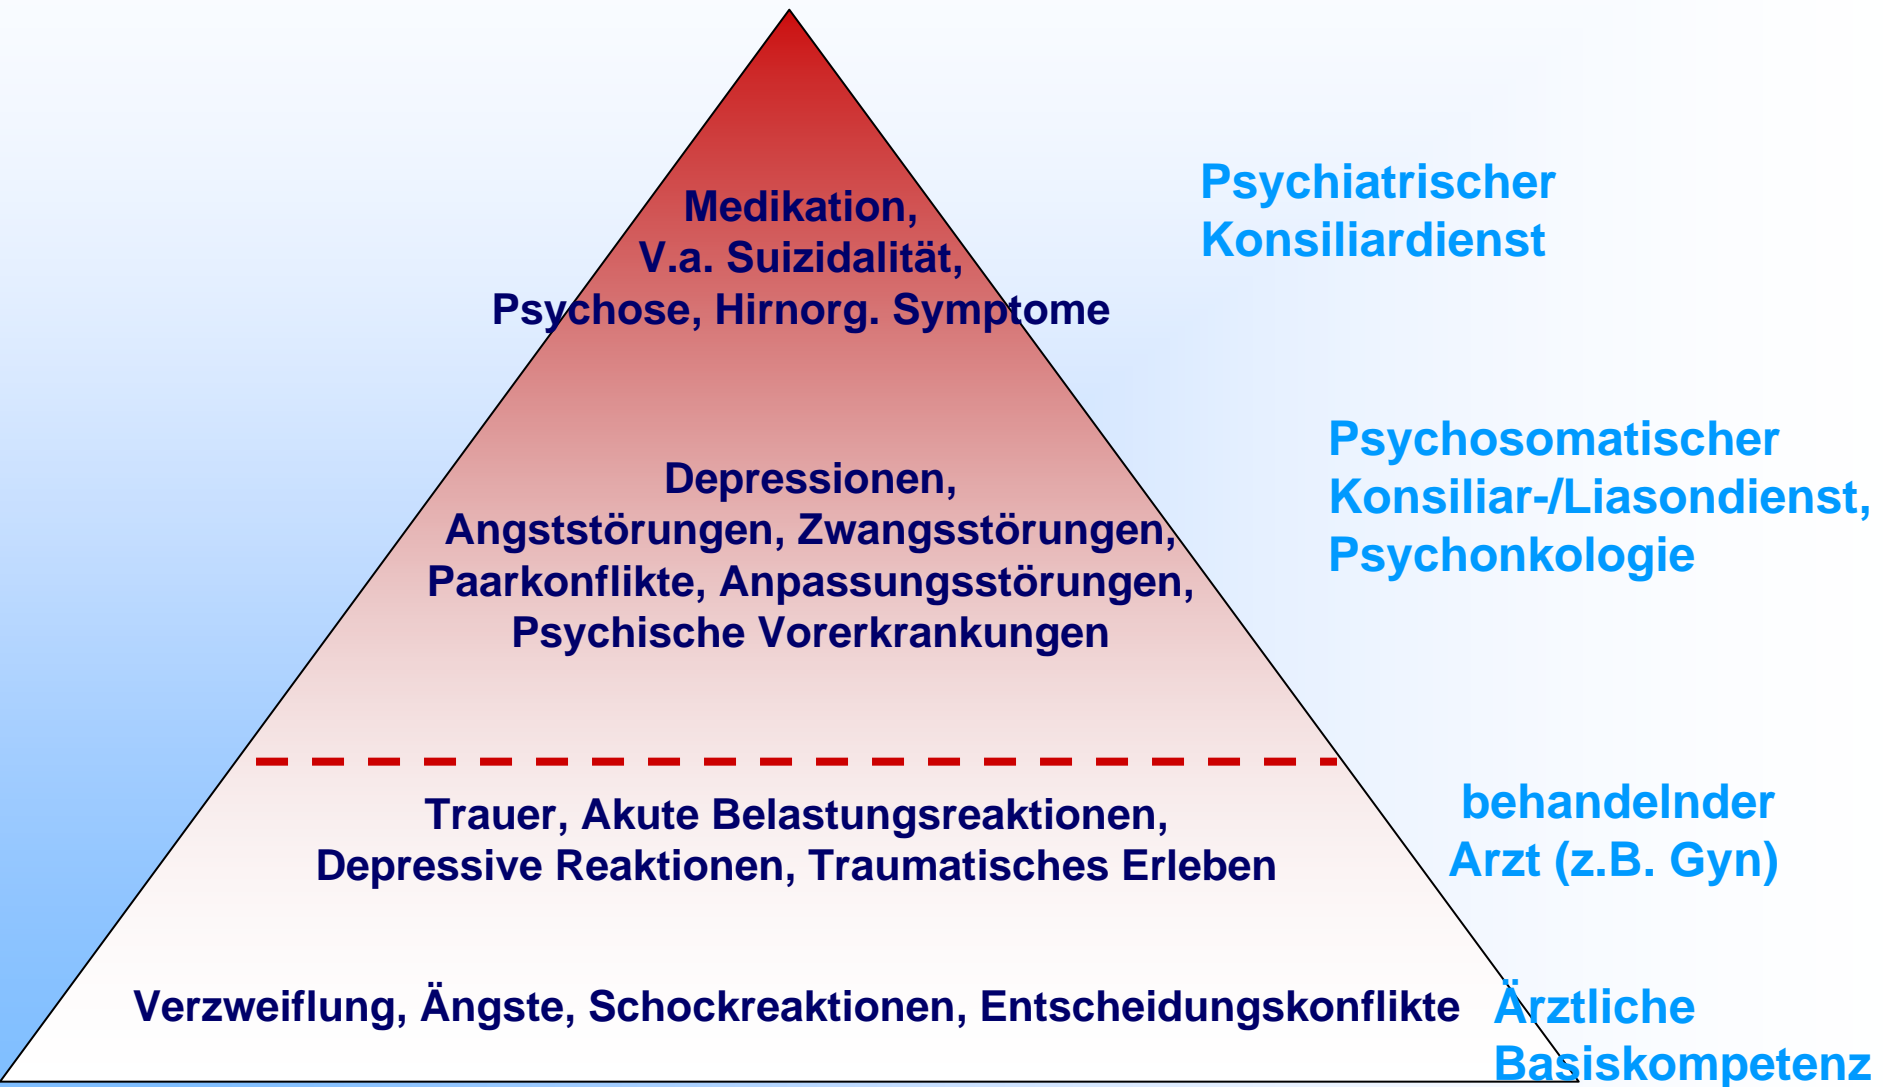 Medikation,
V.a. Suizidalität,
Psychose, Hirnorg. Symptome
Psychiatrischer
Konsiliardienst
Depressionen,
Angststörungen, Zwangsstörungen,
Paarkonflikte, Anpassungsstörungen,
Psychische Vorerkrankungen
Psychosomatischer
Konsiliar-/Liasondienst,
Psychonkologie
Trauer, Akute Belastungsreaktionen,
Depressive Reaktionen, Traumatisches Erleben
behandelnder
Arzt (z.B. Gyn)
Verzweiflung, Ängste, Schockreaktionen, Entscheidungskonflikte
Ärztliche
Basiskompetenz